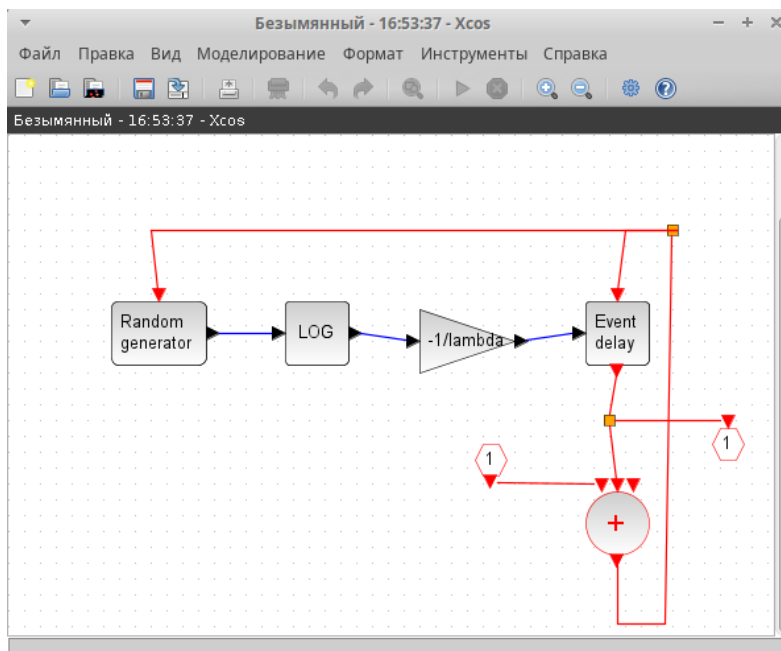 Безымянный - 16:53:37 - Xcos
Файл Правка Вид Моделирование Формат Инструменты Справка
Безымянный - 16:53:37 - Xcos
Random
generator
LOG
-1/lambda
Event
delay
1
1
+